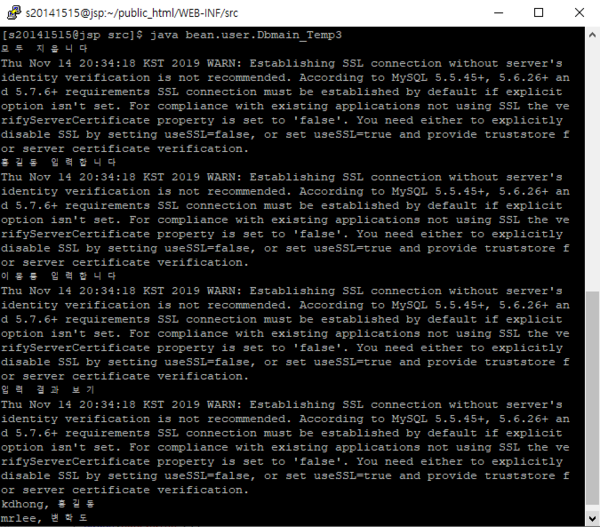 s20141515@jsp:~/public_html/WEB-INF/src
[s20141515@jsp src]$ java bean.user.Dbmain_Temp3
모두 지웁니다
Thu Nov 14 20:34:18 KST 2019 WARN: Establishing SSL connection without server's
identity verification is not recommended. According to MySQL 5.5.45+, 5.6.26+ an
d 5.7.6+ requirements SSL connection must be established by default if explicit
option isn't set. For compliance with existing applications not using SSL the ve
rifyServerCertificate property is set to 'false'. You need either to explicitly
disable SSL by setting useSSL=false, or set useSSL=true and provide truststore f
or server certificate verification.
홍길동 입력합니다
Thu Nov 14 20:34:18 KST 2019 WARN: Establishing SSL connection without server's
identity verification is not recommended. According to MySQL 5.5.45+, 5.6.26+ an
d 5.7.6+ requirements SSL connection must be established by default if explicit
option isn't set. For compliance with existing applications not using SSL the ve
rifyServerCertificate property is set to 'false'. You need either to explicitly
disable SSL by setting useSSL=false, or set useSSL=true and provide truststore f
or server certificate verification.
이몽룡 입력합니다
Thu Nov 14 20:34:18 KST 2019 WARN: Establishing SSL connection without server's
identity verification is not recommended. According to MySQL 5.5.45+, 5.6.26+ an
d 5.7.6+ requirements SSL connection must be established by default if explicit
option isn't set. For compliance with existing applications not using SSL the ve
rifyServerCertificate property is set to 'false'. You need either to explicitly
disable SSL by setting useSSL=false, or set useSSL=true and provide truststore f
or server certificate verification.
입력 결과 보기
Thu Nov 14 20:34:18 KST 2019 WARN: Establishing SSL connection without server's
identity verification is not recommended. According to MySQL 5.5.45+, 5.6.26+ an
d 5.7.6+ requirements SSL connection must be established by default if explicit
option isn't set. For compliance with existing applications not using SSL the ve
rifyServerCertificate property is set to 'false'. You need either to explicitly
disable SSL by setting useSSL=false, or set useSSL=true and provide truststore f
or server certificate verification.
kdhong, 홍길동
mrlee, 변학도